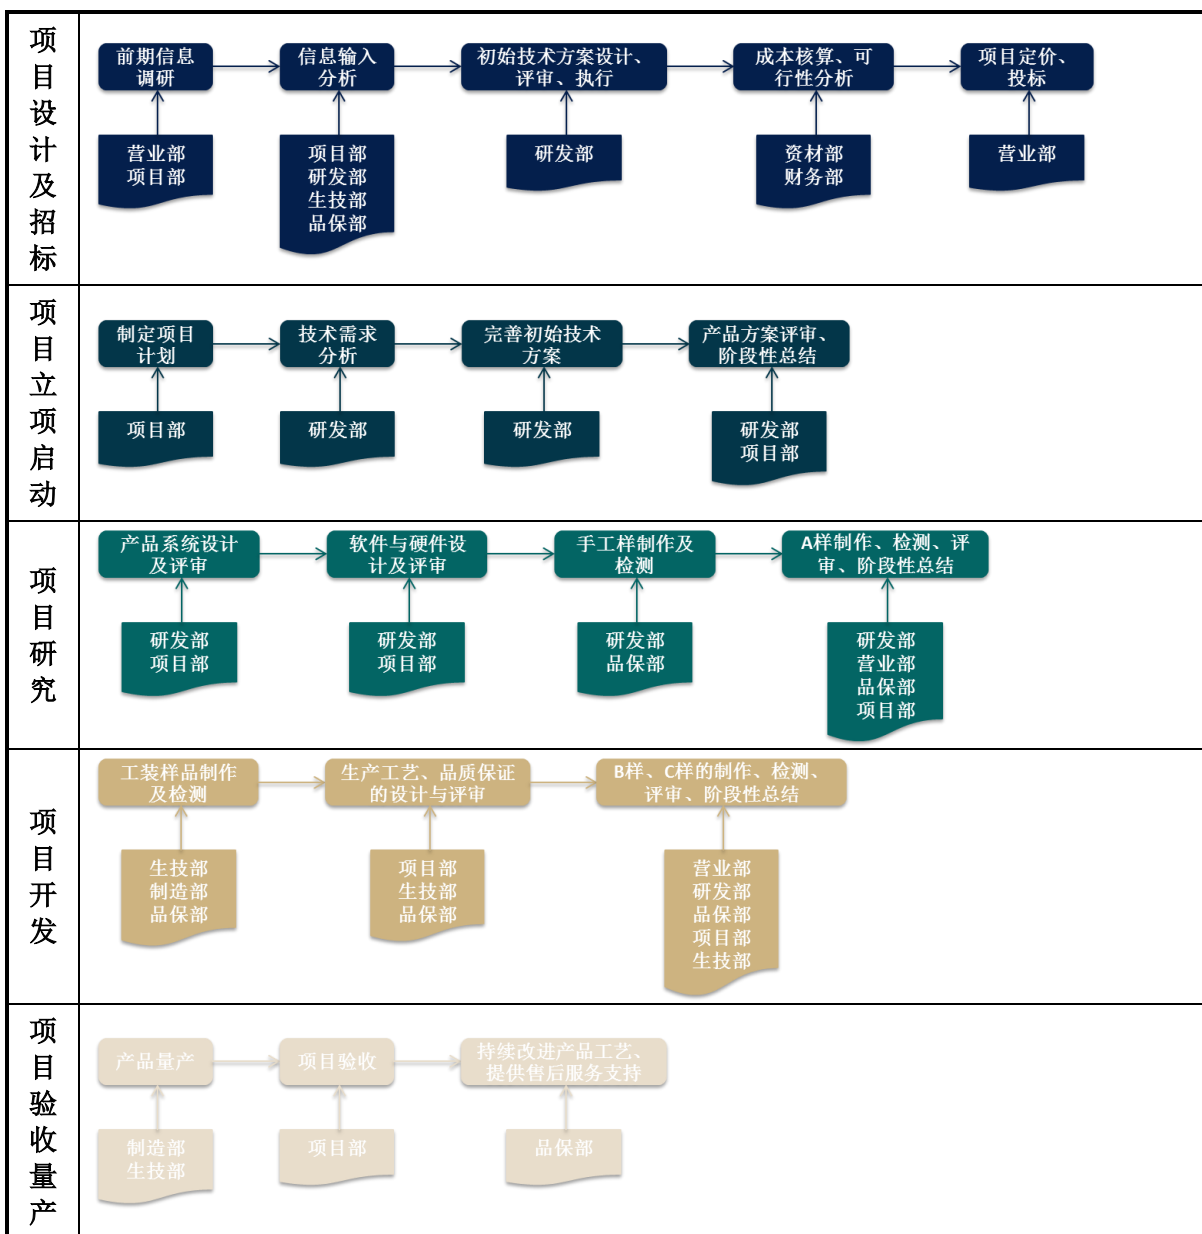 项
目
设
计
及
招
标
前期信息
调研
信息输入
分析
初始技术方案设计、
评审、执行
成本核算、可
行性分析
项目定价、
投标
营业部
项目部
项目部
研发部
生技部
品保部
研发部
资材部
财务部
营业部
项
目
立
项
启
动
制定项目
计划
技术需求
分析
完善初始技术
方案
产品方案评审、
阶段性总结
项目部
研发部
研发部
研发部
项目部
项
目
研
究
产品系统设计
及评审
软件与硬件设
计及评审
手工样制作及
检测
A样制作、检测、评
审、阶段性总结
研发部
项目部
研发部
项目部
研发部
品保部
研发部
营业部
品保部
项目部
项
目
开
发
工装样品制作
及检测
生产工艺、品质保证
的设计与评审
B样、C样的制作、检测、
评审、阶段性总结
生技部
制造部
品保部
项目部
生技部
品保部
营业部
研发部
品保部
项目部
生技部
项
目
验
收
量
产
产品量产
项目验收
持续改进产品工艺、
提供售后服务支持
制造部
生技部
项目部
品保部